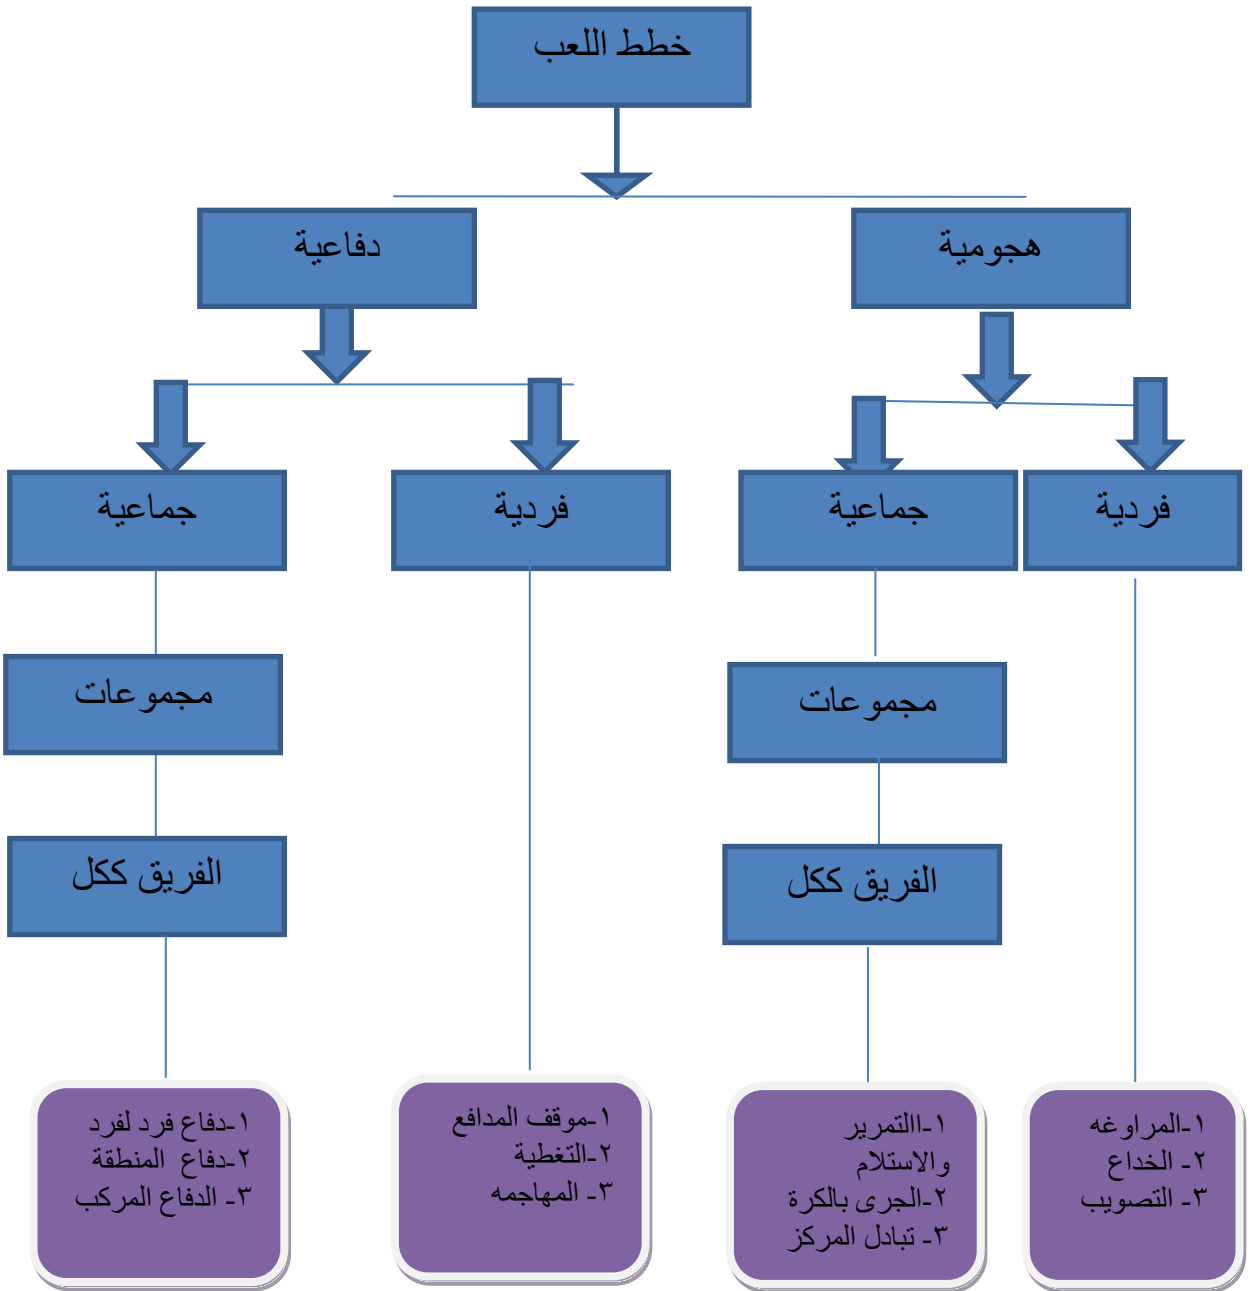 خطط اللعب
هجومية
دفاعية
فردية
جماعية
فردية
جماعية
مجموعات
مجموعات
الفريق ككل
الفريق ككل
١-المراوغه
٢- الخداع
٣- التصويب
١-االتمرير
والاستلام
٢-الجرى بالكرة
٣- تبادل المركز
١-موقف المدافع
٢-التغطية
٣- المهاجمه
١-دفاع فرد لفرد
٢-دفاع المنطقة
٣- الدفاع المركب